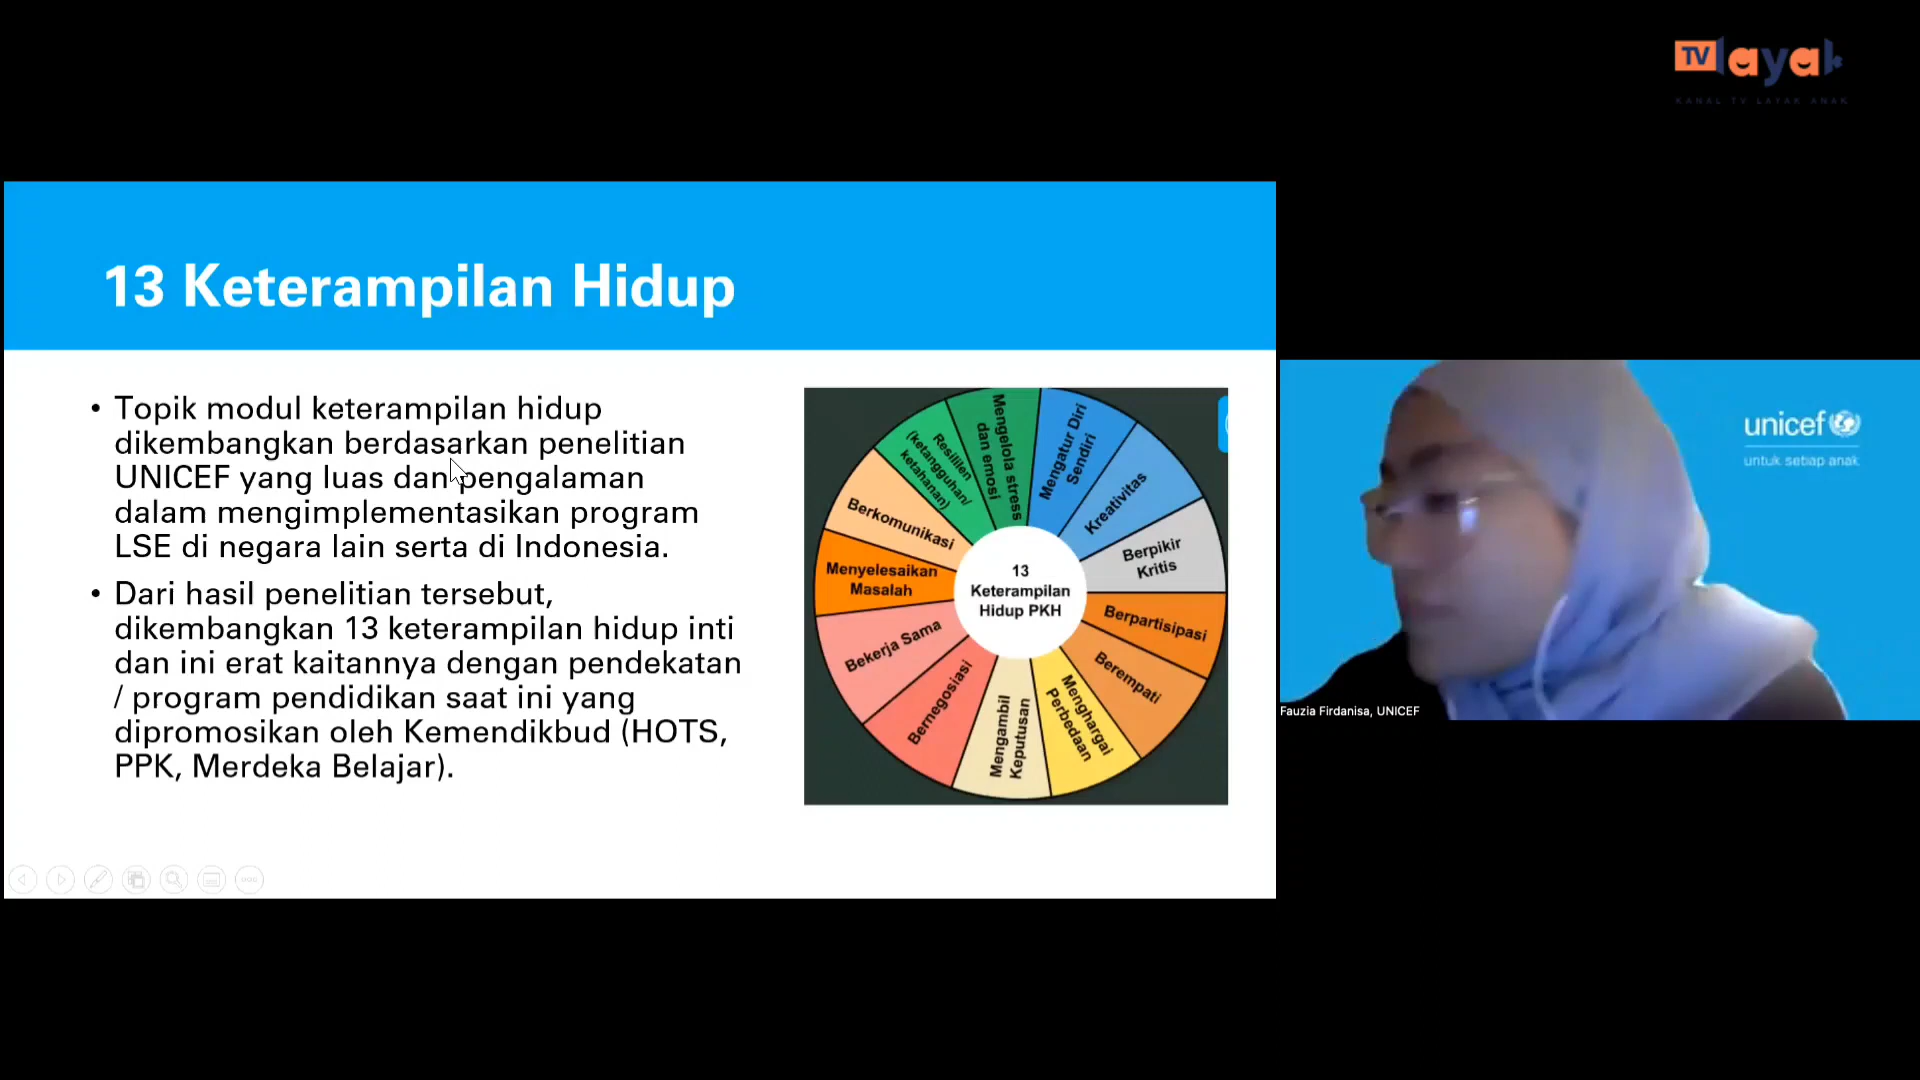 TV layak
KANAL TV LAYAK ANAK
13 Keterampilan Hidup
• Topik modul keterampilan hidup
dikembangkan berdasarkan penelitian
UNICEF yang luas dan pengalaman
dalam mengimplementasikan program
LSE di negara lain serta di Indonesia.
• Dari hasil penelitian tersebut,
dikembangkan 13 keterampilan hidup inti
dan ini erat kaitannya dengan pendekatan
/ program pendidikan saat ini yang
dipromosikan oleh Kemendikbud (HOTS,
PPK, Merdeka Belajar).
13
Keterampilan
Hidup PKH
Mengatur Diri
Sendiri
Kreativitas
Berpikir
Kritis
Berpartisipasi
Berempati
Menghargai
Perbedaan
Mengambil
Keputusan
Bernegosiasi
Bekerja Sama
Menyelesaikan
Masalah
Berkomunikasi
Resililen
(ketangguhan/
ketahanan)
Mengelola stress
dan emosi
unicef
untuk setiap anak
Fauzia Firdanisa, UNICEF